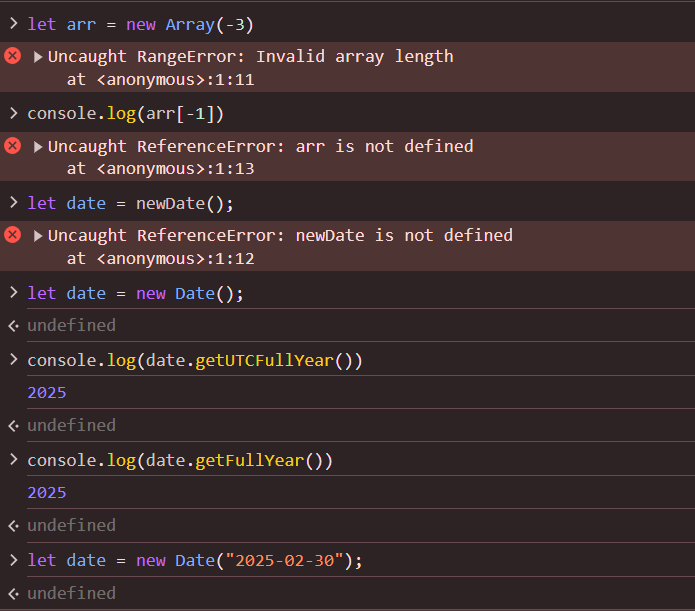 > let arr = new Array(-3)
▶Uncaught RangeError: Invalid array length
at <anonymous>:1:11
> console.log(arr[-1])
▶Uncaught ReferenceError: arr is not defined
at <anonymous>:1:13
> let date = newDate();
▶Uncaught ReferenceError: newDate is not defined
at <anonymous>:1:12
> let date = new Date();
undefined
> console.log(date.getUTCFullYear())
2025
undefined
> console.log(date.getFullYear())
2025
undefined
> let date = new Date("2025-02-30");
undefined